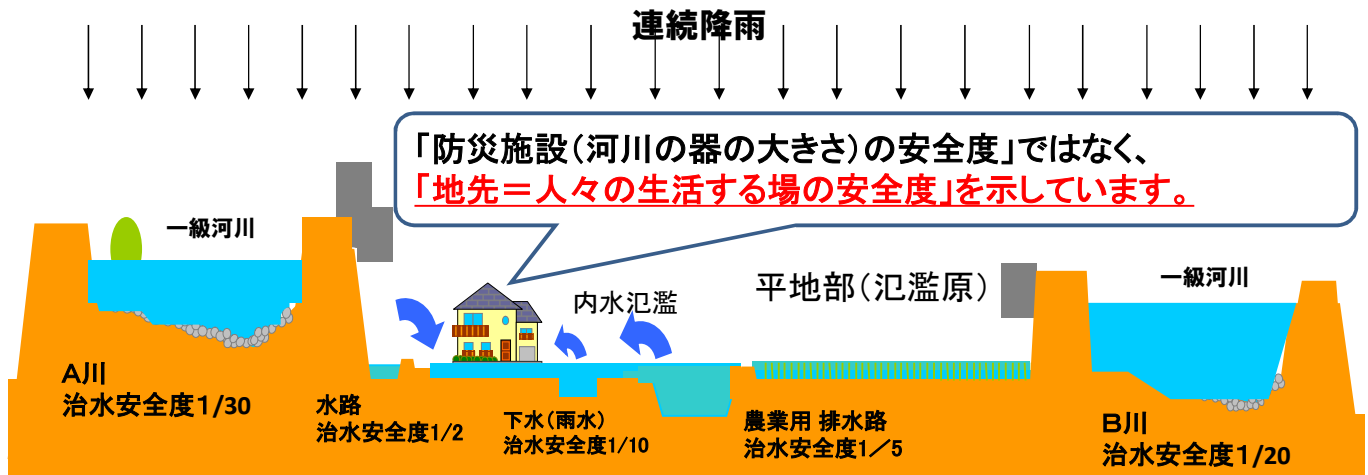 連続降雨
「防災施設（河川の器の大きさ）の安全度」ではなく、
「地先＝人々の生活する場の安全度」を示しています。
一級河川
内水氾濫
平地部（氾濫原）
一級河川
A川
治水安全度1/30
水路
治水安全度1/2
下水（雨水）
治水安全度1/10
農業用 排水路
治水安全度1／5
B川
治水安全度1/20